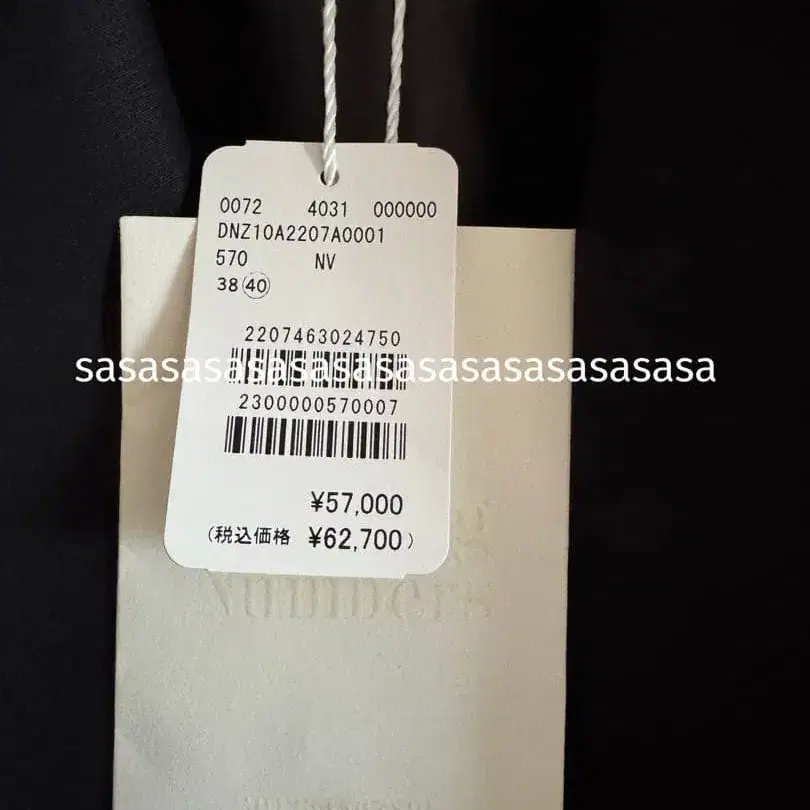 0072 4031 000000
DNZ10A2207A0001
570 NV
38 40
2207463024750
sasasasasasasasasasasasasasasa
2300000570007
¥57,000
(税込価格 ¥62,700)
Numbers